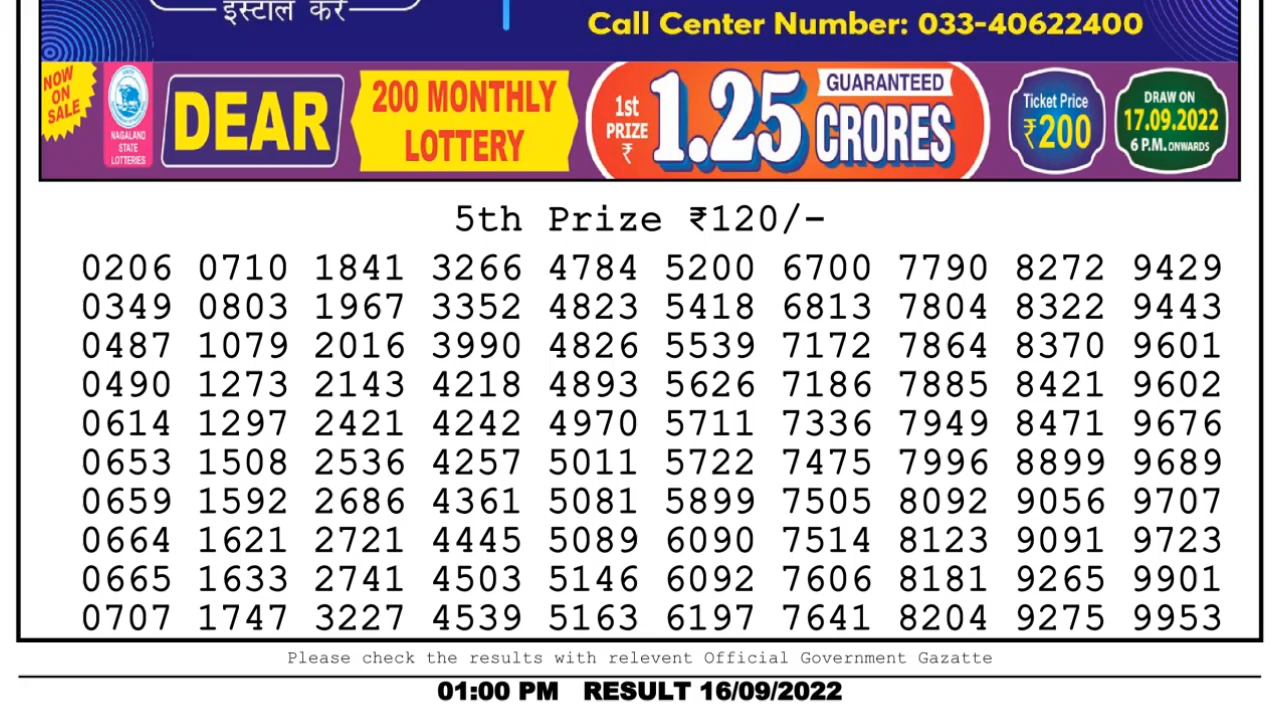 इंस्टॉल करें
Call Center Number: 033-40622400
NOW
ON
SALE
NAGALAND
STATE
LOTTERIES
DEAR
200 MONTHLY
LOTTERY
1st
PRIZE
₹
1.25
GUARANTEED
CRORES
Ticket Price
₹200
DRAW ON
17.09.2022
6 P.M. ONWARDS
5th Prize ₹120/-
0206 0710 1841 3266 4784 5200 6700 7790 8272 9429
0349 0803 1967 3352 4823 5418 6813 7804 8322 9443
0487 1079 2016 3990 4826 5539 7172 7864 8370 9601
0490 1273 2143 4218 4893 5626 7186 7885 8421 9602
0614 1297 2421 4242 4970 5711 7336 7949 8471 9676
0653 1508 2536 4257 5011 5722 7475 7996 8899 9689
0659 1592 2686 4361 5081 5899 7505 8092 9056 9707
0664 1621 2721 4445 5089 6090 7514 8123 9091 9723
0665 1633 2741 4503 5146 6092 7606 8181 9265 9901
0707 1747 3227 4539 5163 6197 7641 8204 9275 9953
Please check the results with relevent Official Government Gazatte
01:00 PM RESULT 16/09/2022